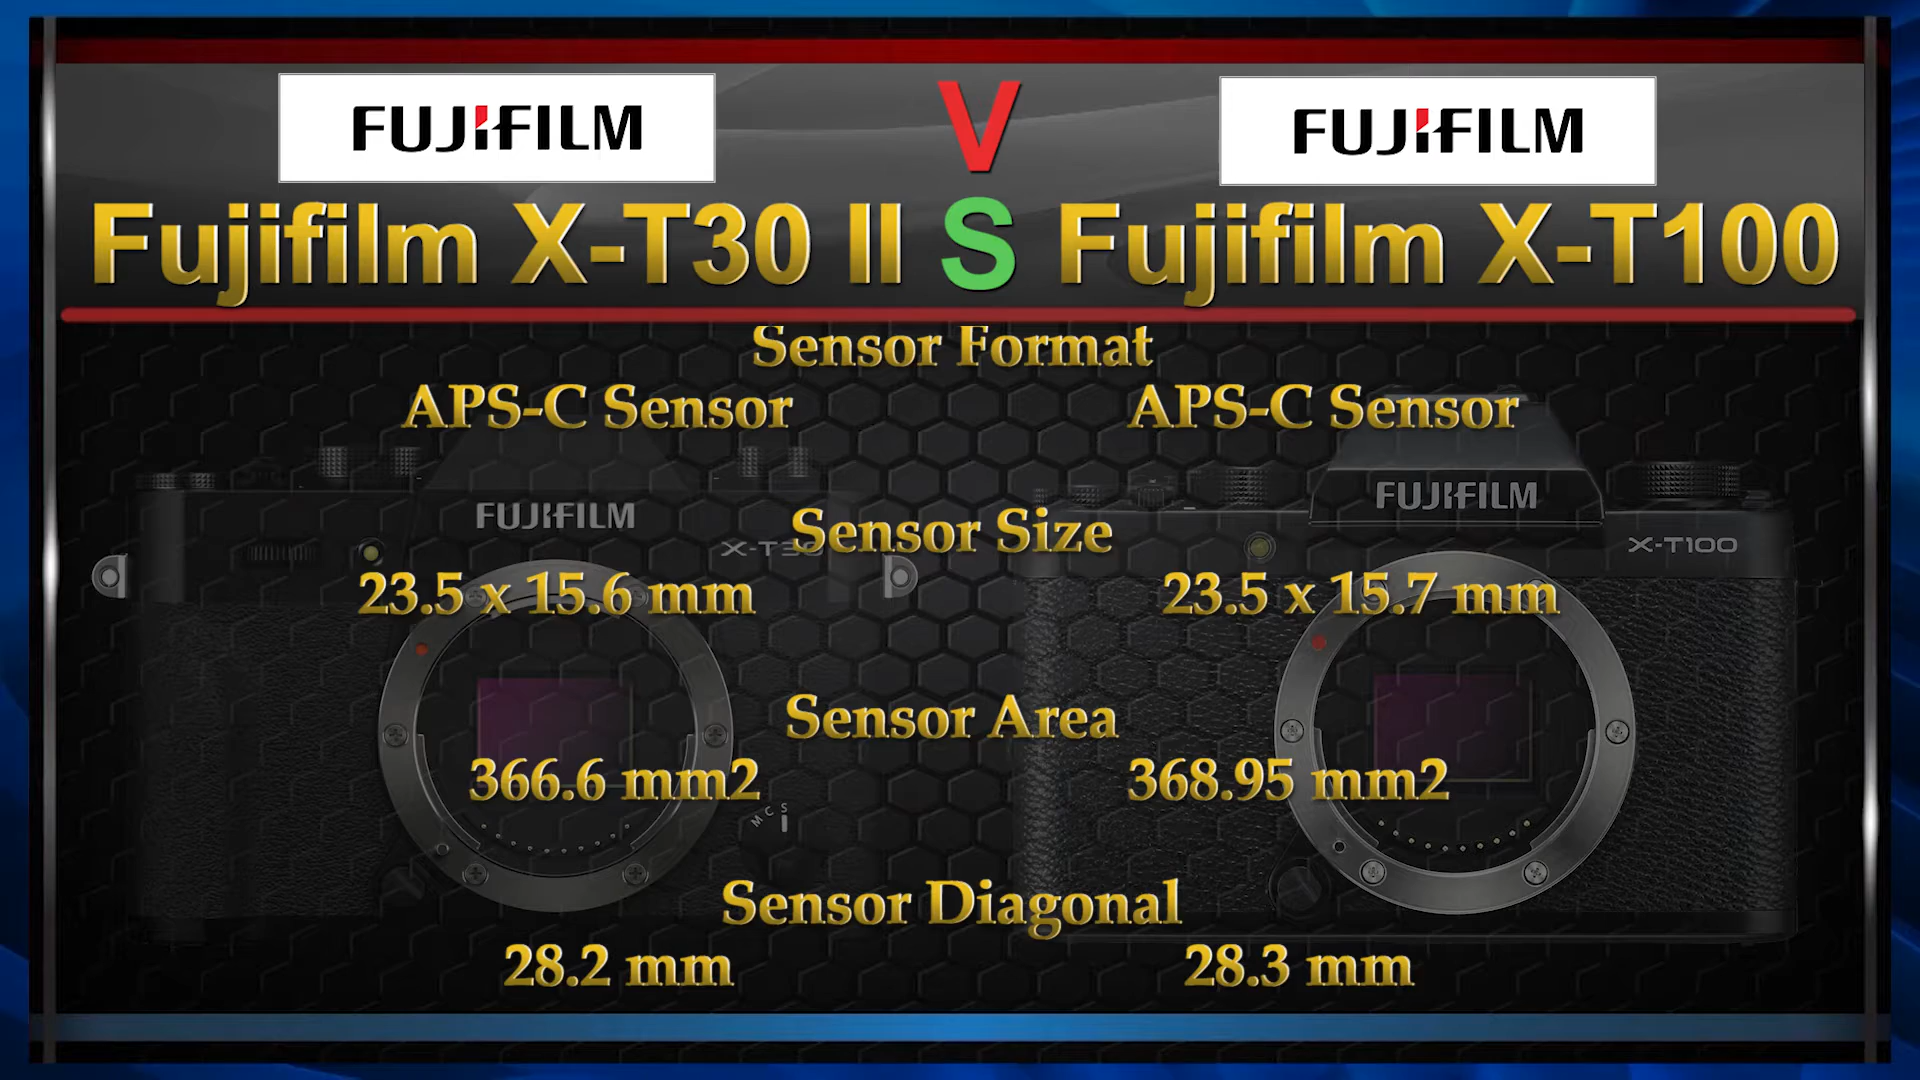 FUJIFILM
V
FUJIFILM
Fujifilm X-T30 II S Fujifilm X-T100
Sensor Format
APS-C Sensor
APS-C Sensor
FUJIFILM
FUJIFILM
X-T30
Sensor Size
X-T100
23.5 x 15.6 mm
23.5 x 15.7 mm
Sensor Area
366.6 mm2
368.95 mm2
M C S
Sensor Diagonal
28.2 mm
28.3 mm